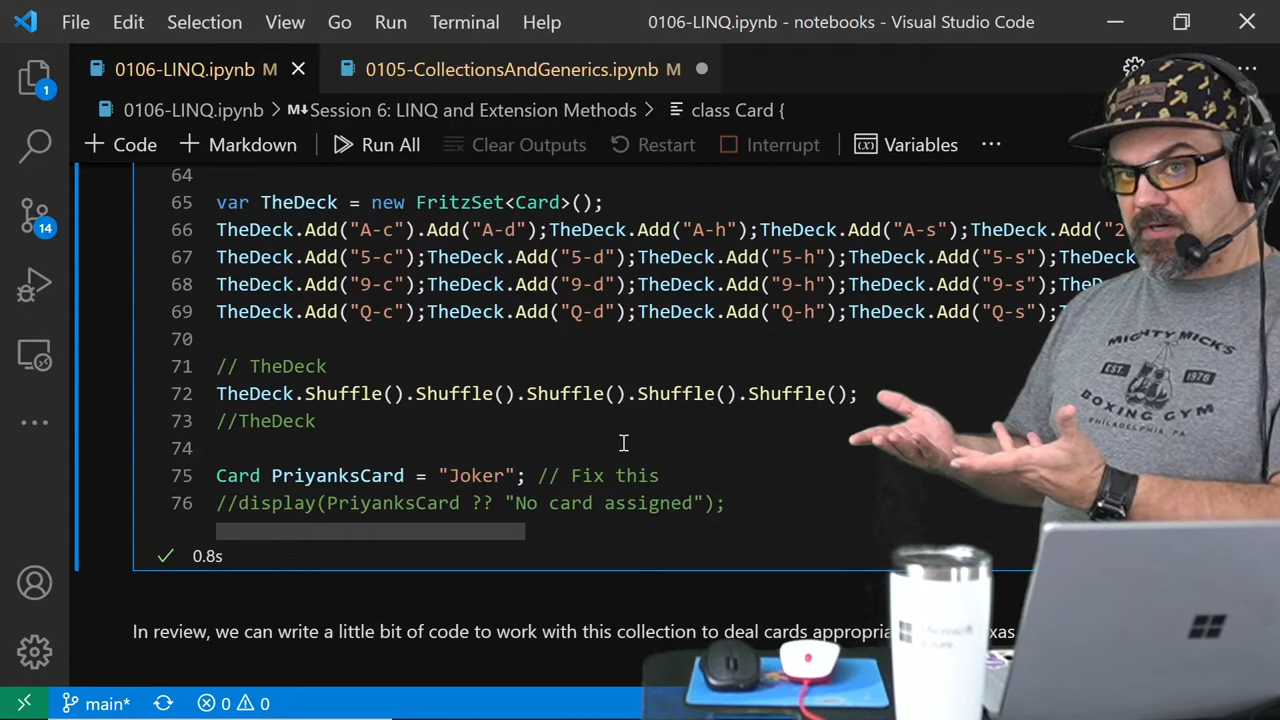 File Edit Selection View Go Run Terminal Help 0106-LINQ.ipynb - notebooks - Visual Studio Code
0106-LINQ.ipynb M 0105-CollectionsAndGenerics.ipynb M
0106-LINQ.ipynb > M↓Session 6: LINQ and Extension Methods > class Card {
+ Code + Markdown Run All Clear Outputs Restart Interrupt Variables ...
1
14
64
65 var TheDeck = new FritzSet<Card>();
66 TheDeck.Add("A-c").Add("A-d");TheDeck.Add("A-h");TheDeck.Add("A-s");TheDeck.Add("2
67 TheDeck.Add("5-c");TheDeck.Add("5-d");TheDeck.Add("5-h");TheDeck.Add("5-s");TheDeck.Add
68 TheDeck.Add("9-c");TheDeck.Add("9-d");TheDeck.Add("9-h");TheDeck.Add("9-s");TheD
69 TheDeck.Add("Q-c");TheDeck.Add("Q-d");TheDeck.Add("Q-h");TheDeck.Add("Q-s");
70
71 // TheDeck
72 TheDeck.Shuffle().Shuffle().Shuffle().Shuffle().Shuffle();
73 //TheDeck
74
75 Card PriyanksCard = "Joker"; // Fix this
76 //display(PriyanksCard ?? "No card assigned");
0.8s
In review, we can write a little bit of code to work with this collection to deal cards
main* 0 0
MIGHTY MICK'S
EST. 1976
BOXING GYM
PHILADELPHIA, PA.
Microsoft